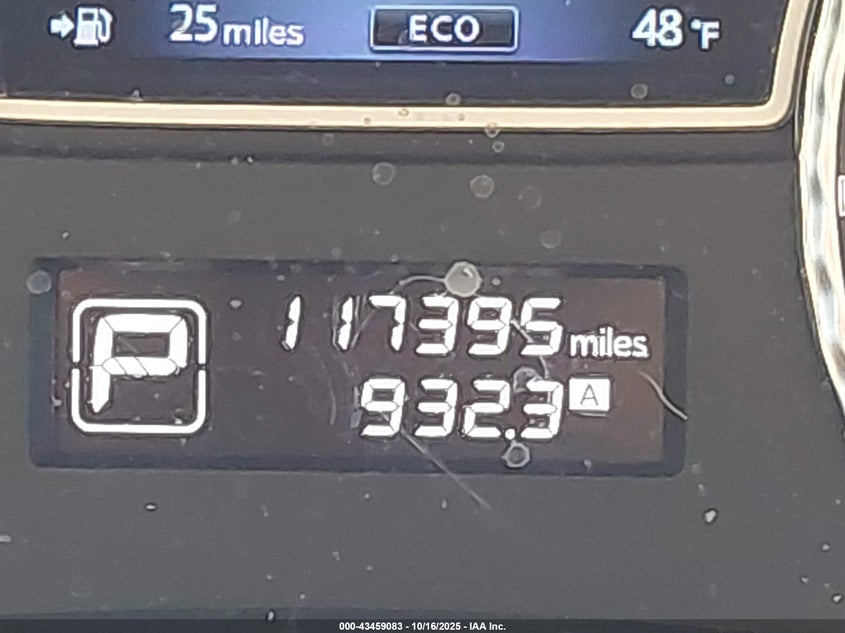 25 miles ECO 48°F
P
117395 miles
932.3 A
000-43459083 - 10/16/2025 - IAA Inc.